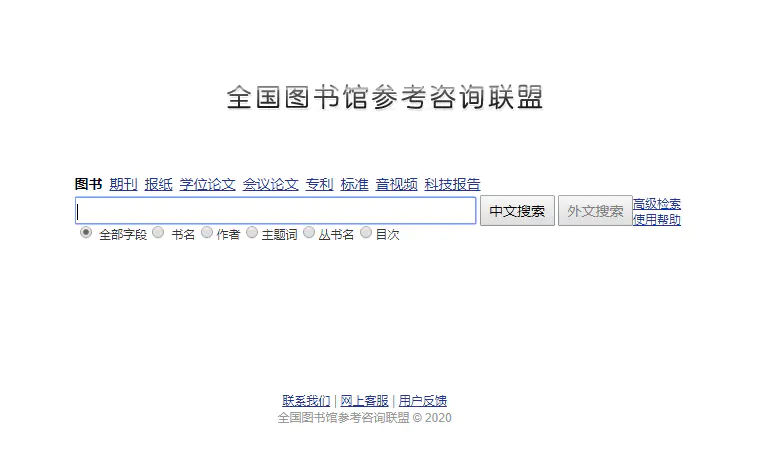 全国图书馆参考咨询联盟
图书 期刊 报纸 学位论文 会议论文 专利 标准 音视频 科技报告
中文搜索 外文搜索 高级检索
使用帮助
全部字段 书名 作者 主题词 丛书名 目次
联系我们 | 网上客服 | 用户反馈
全国图书馆参考咨询联盟 © 2020